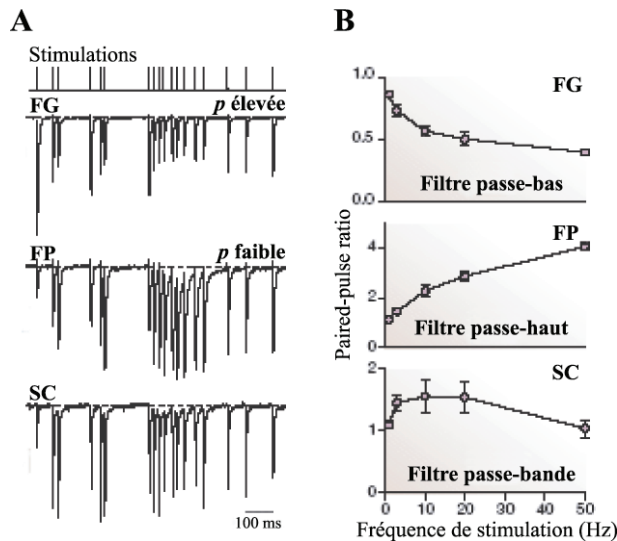 A
Stimulations
FG
p élevée
FP
p faible
SC
100 ms
B
Paired-pulse ratio
1.0
0.5
0.0
FG
Filtre passe-bas
4
2
0
FP
Filtre passe-haut
2
1
0
SC
Filtre passe-bande
0 10 20 30 40 50
Fréquence de stimulation (Hz)